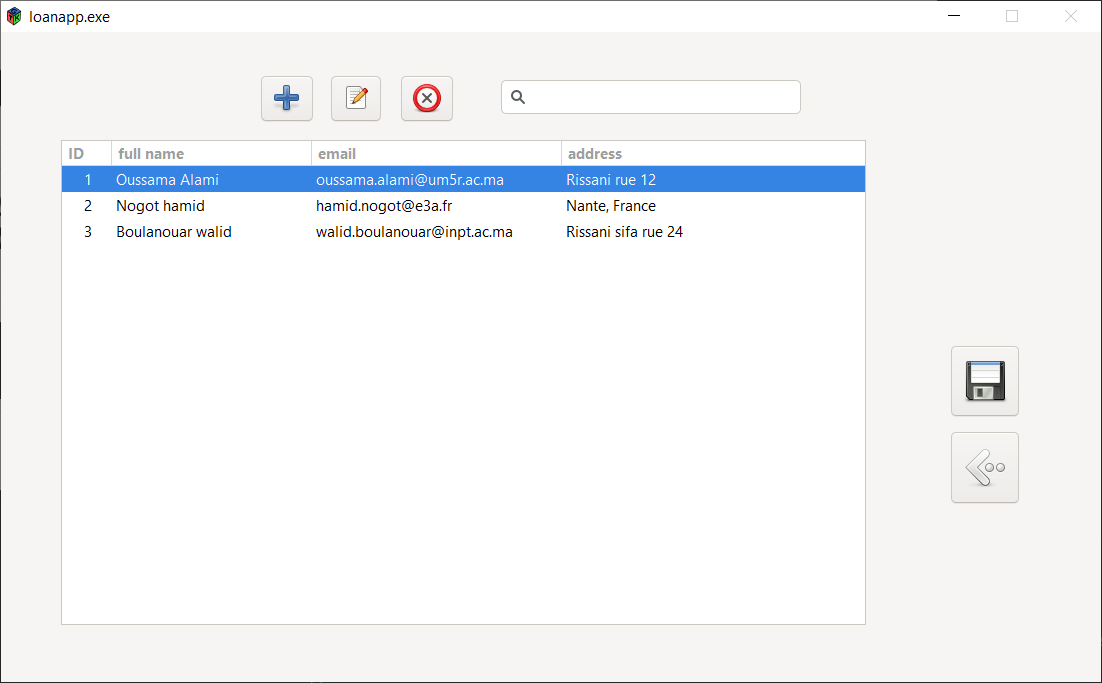 loanapp.exe
ID full name email address
1 Oussama Alami oussama.alami@um5r.ac.ma Rissani rue 12
2 Nogot hamid hamid.nogot@e3a.fr Nante, France
3 Boulanouar walid walid.boulanouar@inpt.ac.ma Rissani sifa rue 24